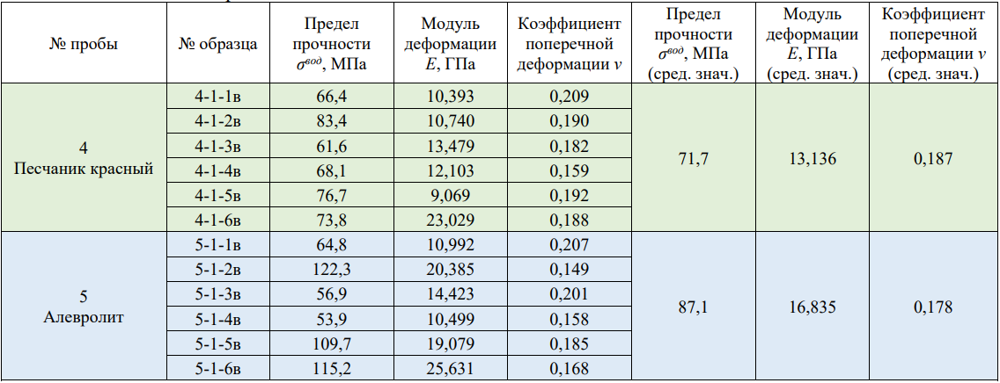 № пробы № образца Предел прочности σвод, МПа Модуль деформации E, ГПа Коэффициент поперечной деформации ν Предел прочности σвод, МПа (сред. знач.) Модуль деформации E, ГПа (сред. знач.) Коэффициент поперечной деформации ν (сред. знач.)
4 Песчаник красный
4-1-1в 66,4 10,393 0,209
4-1-2в 83,4 10,740 0,190
4-1-3в 61,6 13,479 0,182
4-1-4в 68,1 12,103 0,159
4-1-5в 76,7 9,069 0,192
4-1-6в 73,8 23,029 0,188
71,7 13,136 0,187
5 Алевролит
5-1-1в 64,8 10,992 0,207
5-1-2в 122,3 20,385 0,149
5-1-3в 56,9 14,423 0,201
5-1-4в 53,9 10,499 0,158
5-1-5в 109,7 19,079 0,185
5-1-6в 115,2 25,631 0,168
87,1 16,835 0,178